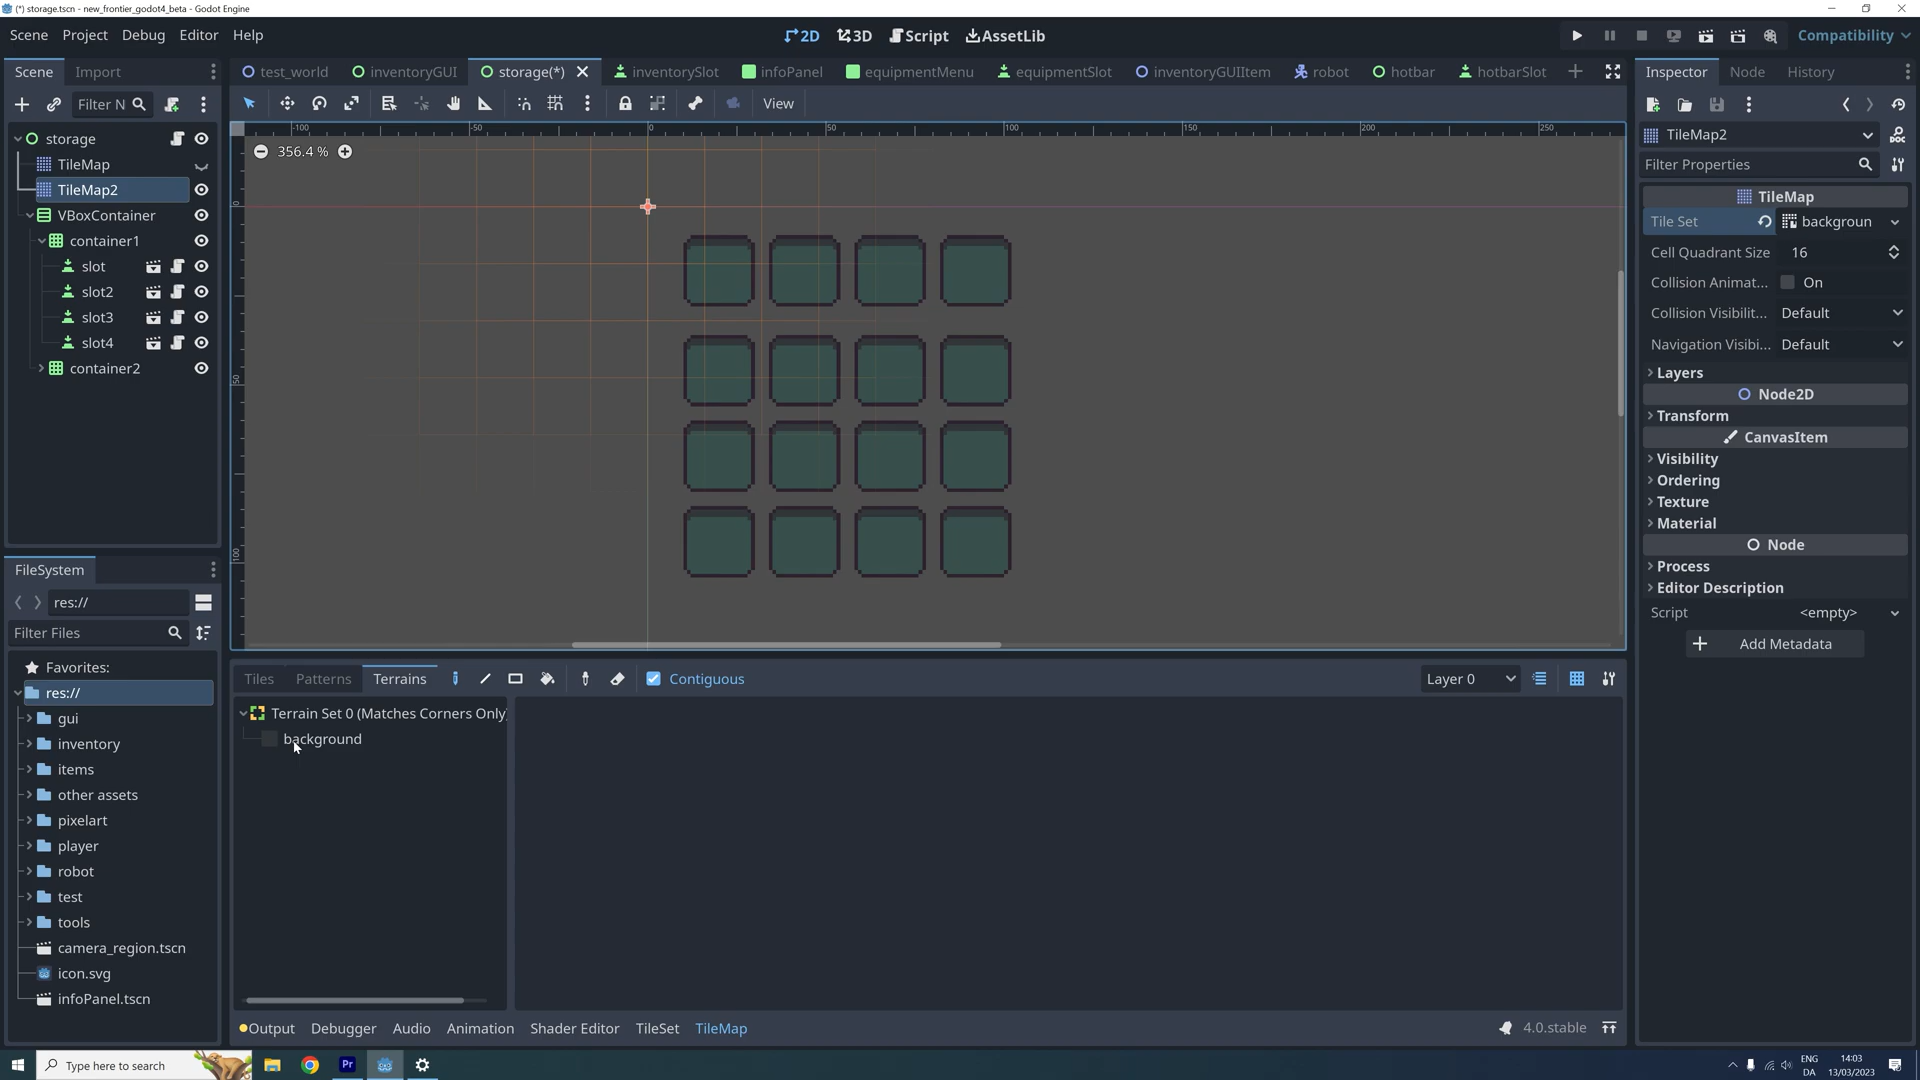 (*) storage.tscn - new_frontier_godot4_beta - Godot Engine
Scene Project Debug Editor Help
2D 3D Script AssetLib
Compatibility
Scene Import
test_world inventoryGUI storage(*) inventorySlot infoPanel equipmentMenu equipmentSlot inventoryGUIItem robot hotbar hotbarSlot
Inspector Node History
Filter N
View
storage
TileMap
TileMap2
VBoxContainer
container1
slot
slot2
slot3
slot4
container2
-100 -50 0 50 100 150 200 250
356.4 %
0
50
100
TileMap2
Filter Properties
TileMap
Tile Set backgroun
Cell Quadrant Size 16
Collision Animat... On
Collision Visibilit... Default
Navigation Visibi... Default
Layers
Node2D
Transform
CanvasItem
Visibility
Ordering
Texture
Material
Node
Process
Editor Description
Script <empty>
Add Metadata
FileSystem
res://
Filter Files
Favorites:
res://
gui
inventory
items
other assets
pixelart
player
robot
test
tools
camera_region.tscn
icon.svg
infoPanel.tscn
Tiles Patterns Terrains Contiguous Layer 0
Terrain Set 0 (Matches Corners Only)
background
Output Debugger Audio Animation Shader Editor TileSet TileMap
4.0.stable
Type here to search
Pr
ENG
DA
14:03
13/03/2023